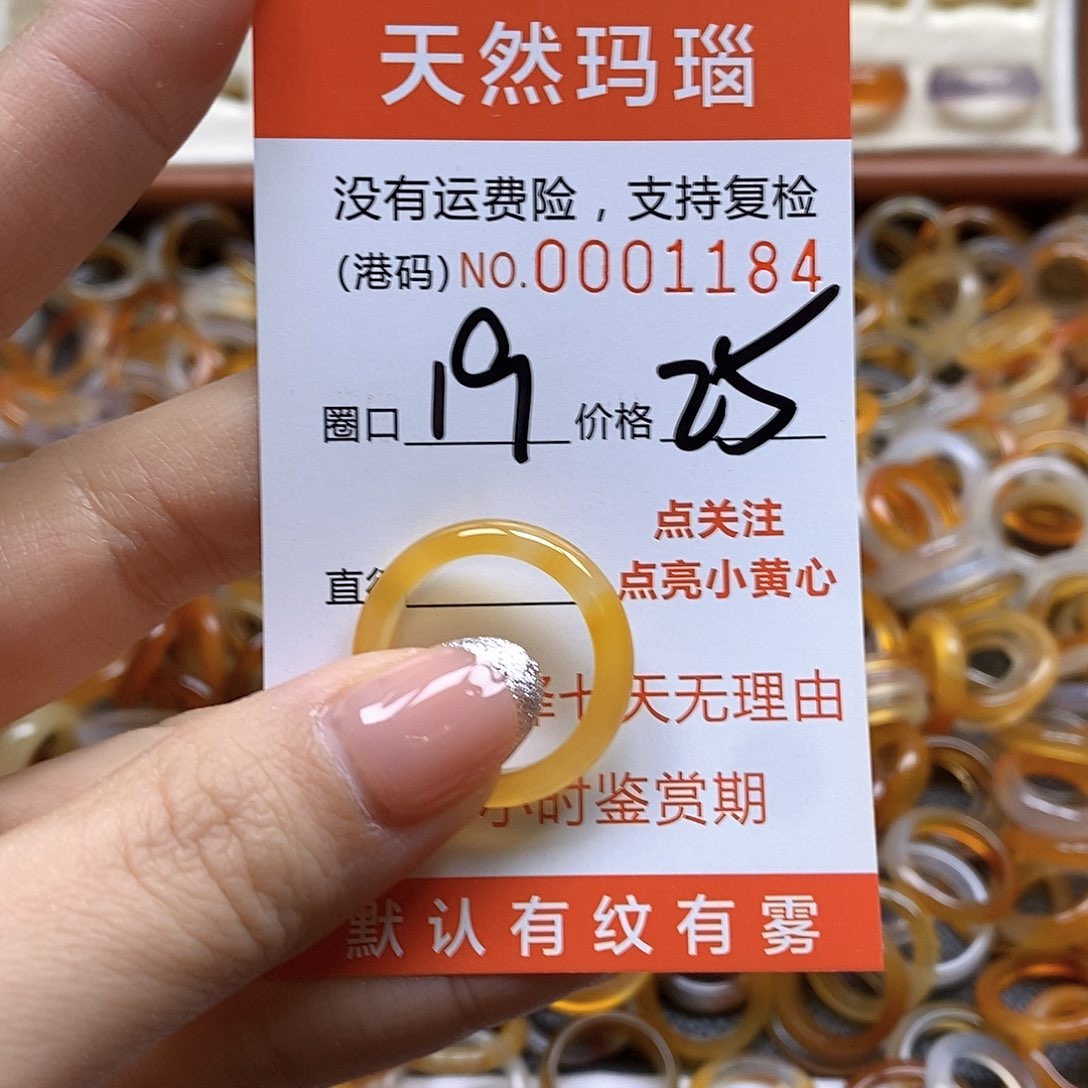 天然玛瑙
没有运费险，支持复检
(港码) NO.0001184
圈口 19 价格 25
点关注
直 点亮小黄心
天无理由
小时鉴赏期
默认有纹有雾